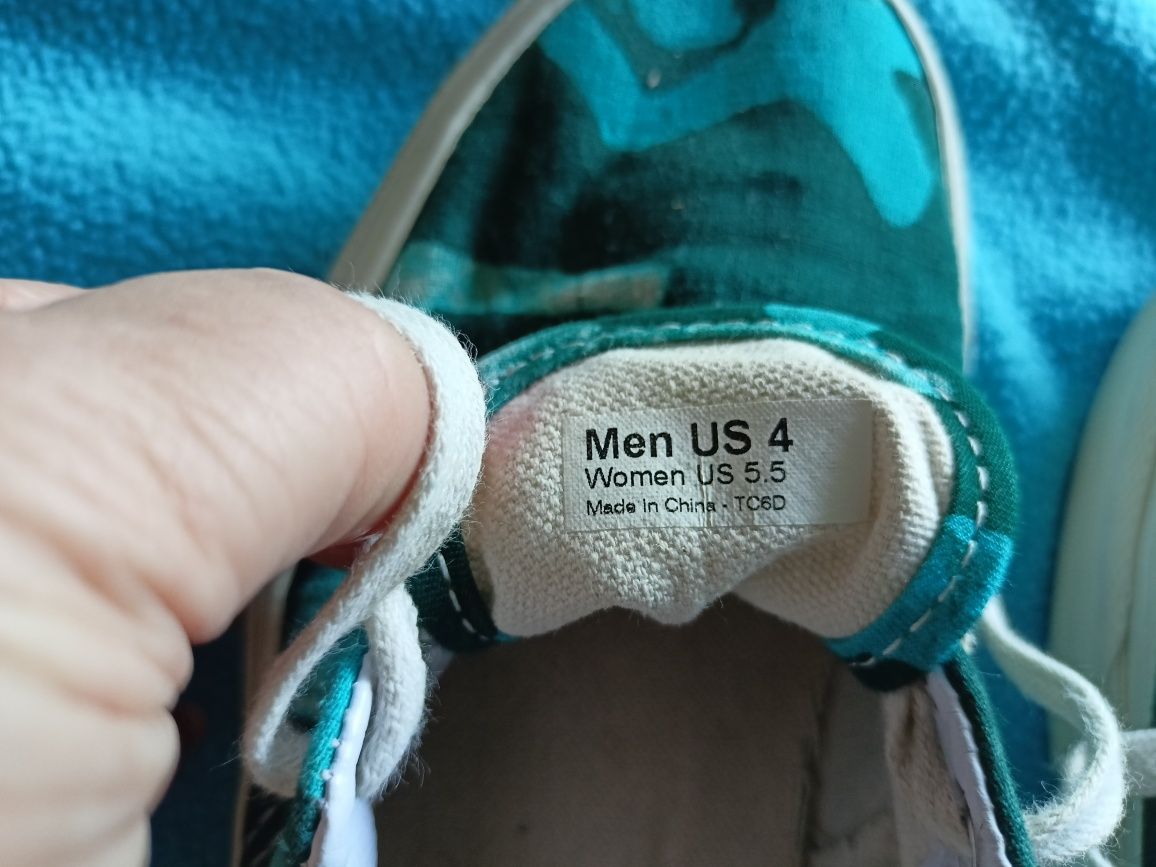 Men US 4
Women US 5.5
Made in China - TC6D